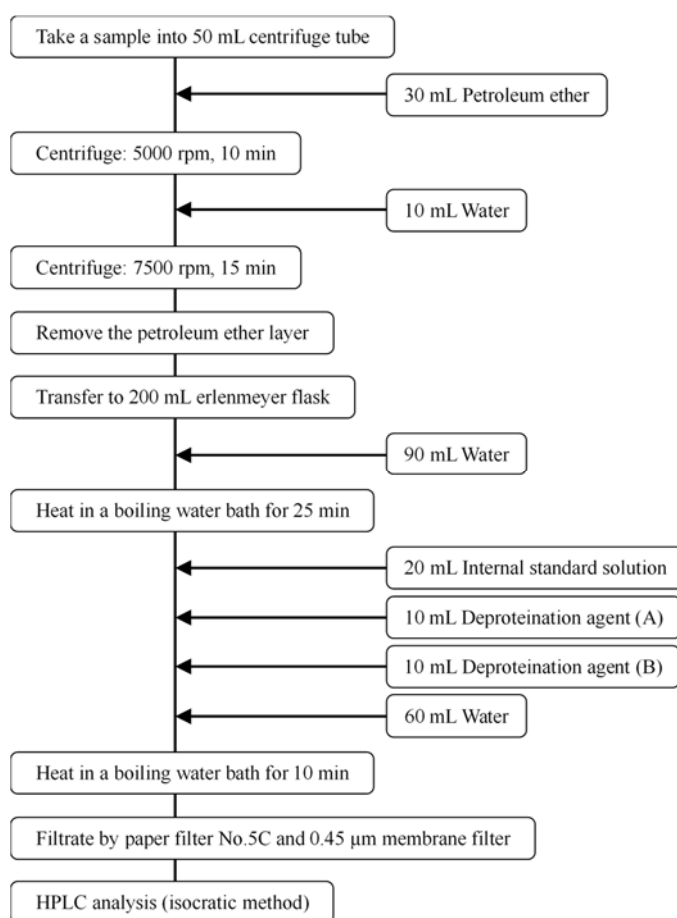 Take a sample into 50 mL centrifuge tube
30 mL Petroleum ether
Centrifuge: 5000 rpm, 10 min
10 mL Water
Centrifuge: 7500 rpm, 15 min
Remove the petroleum ether layer
Transfer to 200 mL erlenmeyer flask
90 mL Water
Heat in a boiling water bath for 25 min
20 mL Internal standard solution
10 mL Deproteination agent (A)
10 mL Deproteination agent (B)
60 mL Water
Heat in a boiling water bath for 10 min
Filtrate by paper filter No.5C and 0.45 µm membrane filter
HPLC analysis (isocratic method)